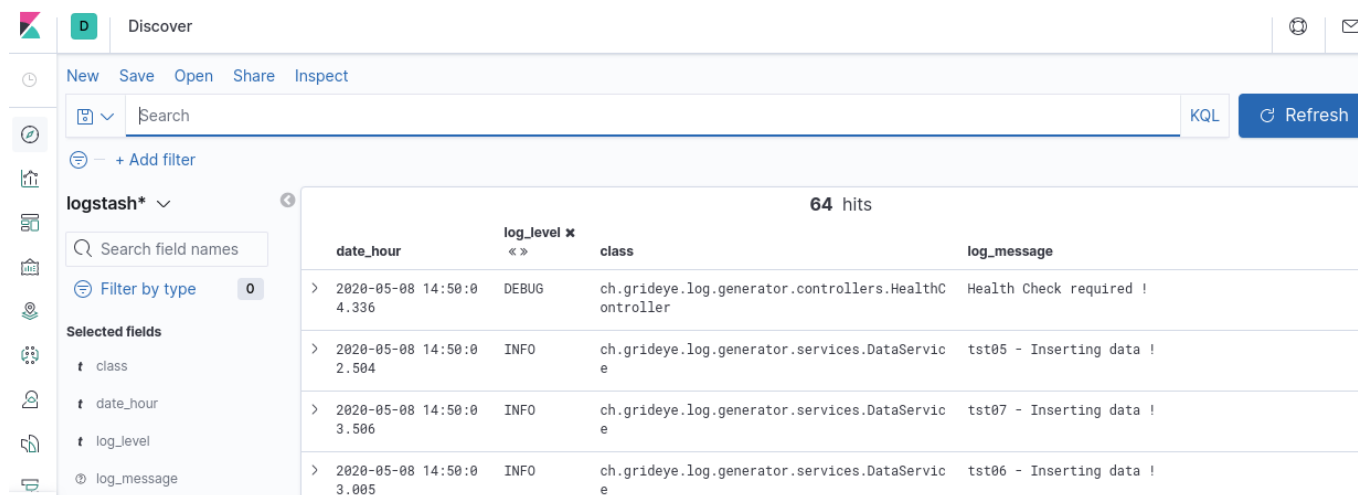 D Discover
New Save Open Share Inspect
Search KQL Refresh
+ Add filter
logstash*
64 hits
Search field names
log_level
date_hour « » class log_message
Filter by type 0
2020-05-08 14:50:0 DEBUG ch.grideye.log.generator.controllers.HealthC Health Check required !
4.336 ontroller
Selected fields
2020-05-08 14:50:0 INFO ch.grideye.log.generator.services.DataServic tst05 - Inserting data !
2.504 e
t class
t date_hour
2020-05-08 14:50:0 INFO ch.grideye.log.generator.services.DataServic tst07 - Inserting data !
3.506 e
t log_level
2020-05-08 14:50:0 INFO ch.grideye.log.generator.services.DataServic tst06 - Inserting data !
3.005 e
? log_message